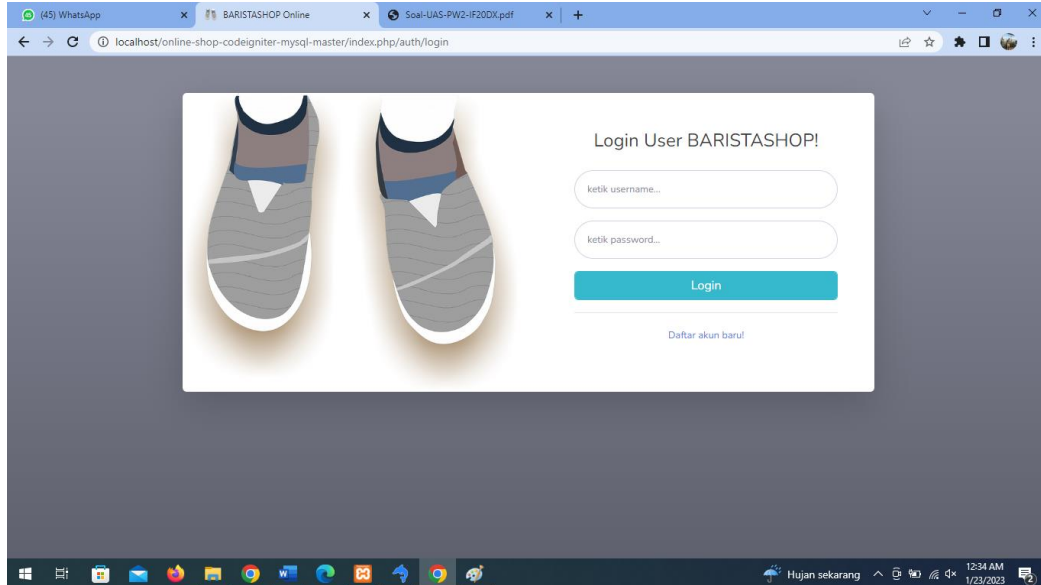 (45) WhatsApp
BARISTASHOP Online
Soal-UAS-PW2-IF20DX.pdf
localhost/online-shop-codeigniter-mysql-master/index.php/auth/login
Login User BARISTASHOP!
ketik username...
ketik password...
Login
Daftar akun baru!
Hujan sekarang
12:34 AM
1/23/2023